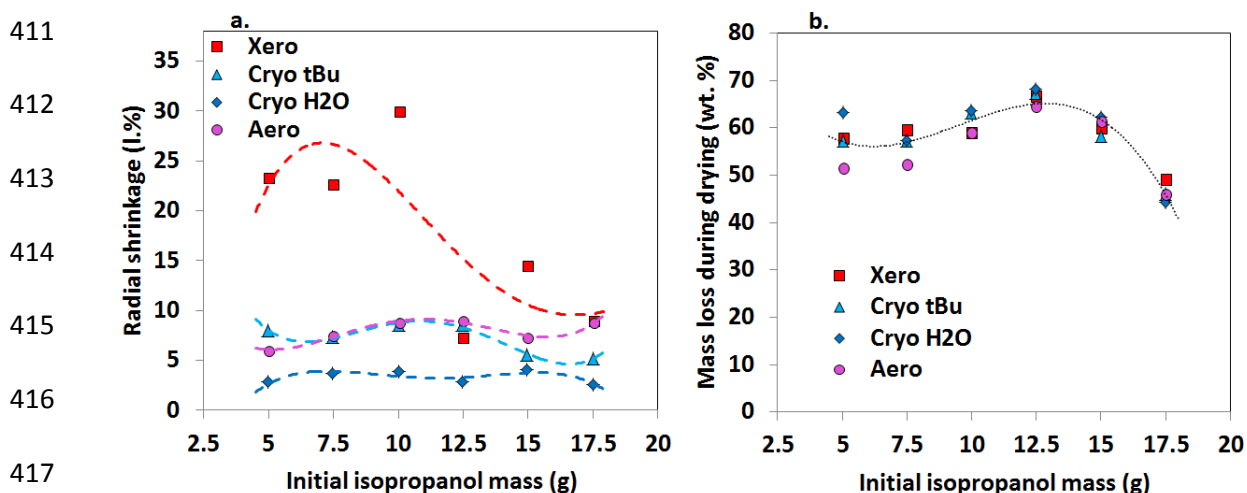 411
412
413
414
415
416
417
a.
Xero
Cryo tBu
Cryo H2O
Aero
Radial shrinkage (l.%)
35
30
25
20
15
10
5
0
2.5 5 7.5 10 12.5 15 17.5 20
Initial isopropanol mass (g)
b.
Mass loss during drying (wt. %)
80
70
60
50
40
30
20
10
0
Xero
Cryo tBu
Cryo H2O
Aero
2.5 5 7.5 10 12.5 15 17.5 20
Initial isopropanol mass (g)